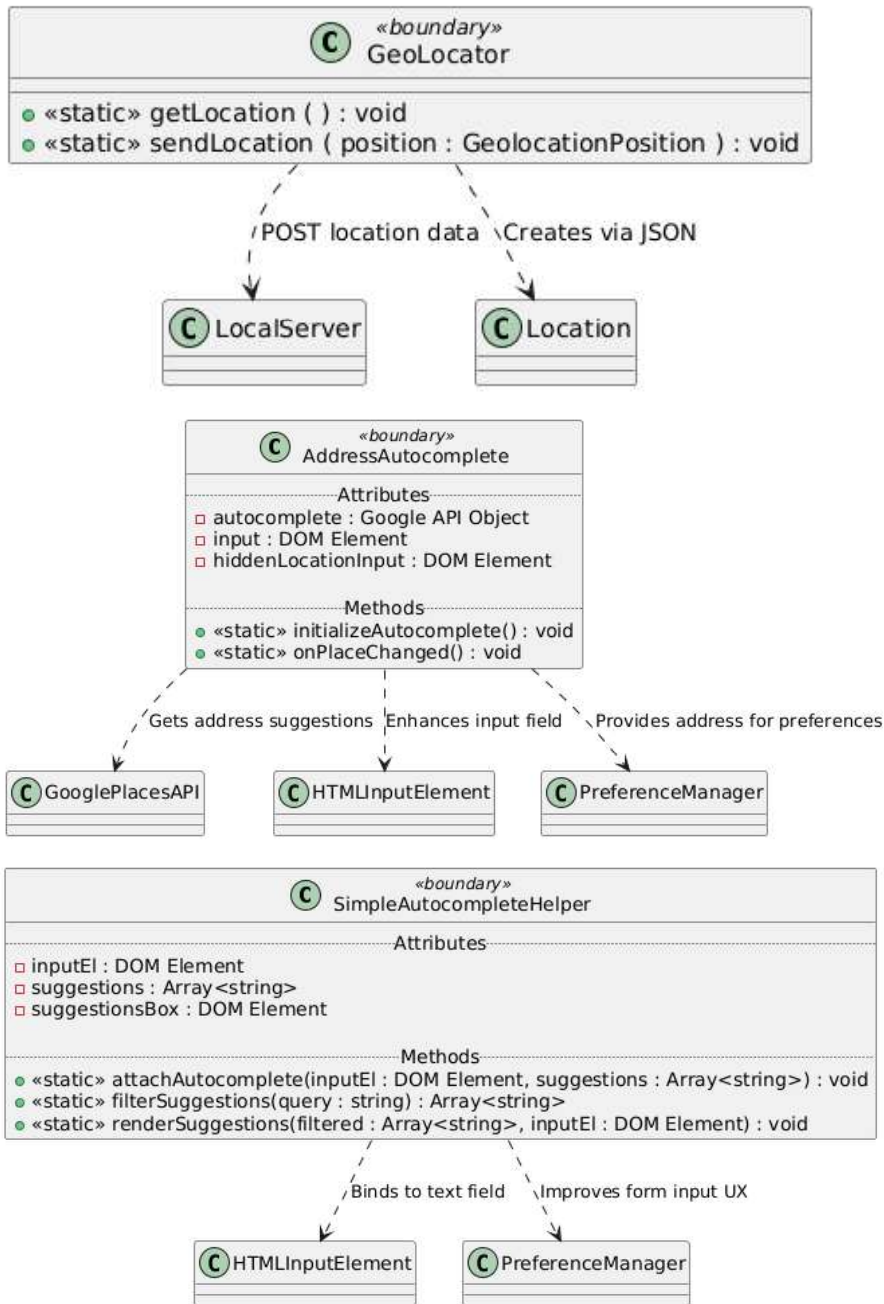 «boundary»
C GeoLocator
«static» getLocation ( ) : void
«static» sendLocation ( position : GeolocationPosition ) : void
POST location data Creates via JSON
C LocalServer C Location
«boundary»
C AddressAutocomplete
Attributes
autocomplete : Google API Object
input : DOM Element
hiddenLocationInput : DOM Element
Methods
«static» initializeAutocomplete() : void
«static» onPlaceChanged() : void
Gets address suggestions Enhances input field Provides address for preferences
C GooglePlacesAPI C HTMLInputElement C PreferenceManager
«boundary»
C SimpleAutocompleteHelper
Attributes
inputEl : DOM Element
suggestions : Array<string>
suggestionsBox : DOM Element
Methods
«static» attachAutocomplete(inputEl : DOM Element, suggestions : Array<string>) : void
«static» filterSuggestions(query : string) : Array<string>
«static» renderSuggestions(filtered : Array<string>, inputEl : DOM Element) : void
Binds to text field Improves form input UX
C HTMLInputElement C PreferenceManager